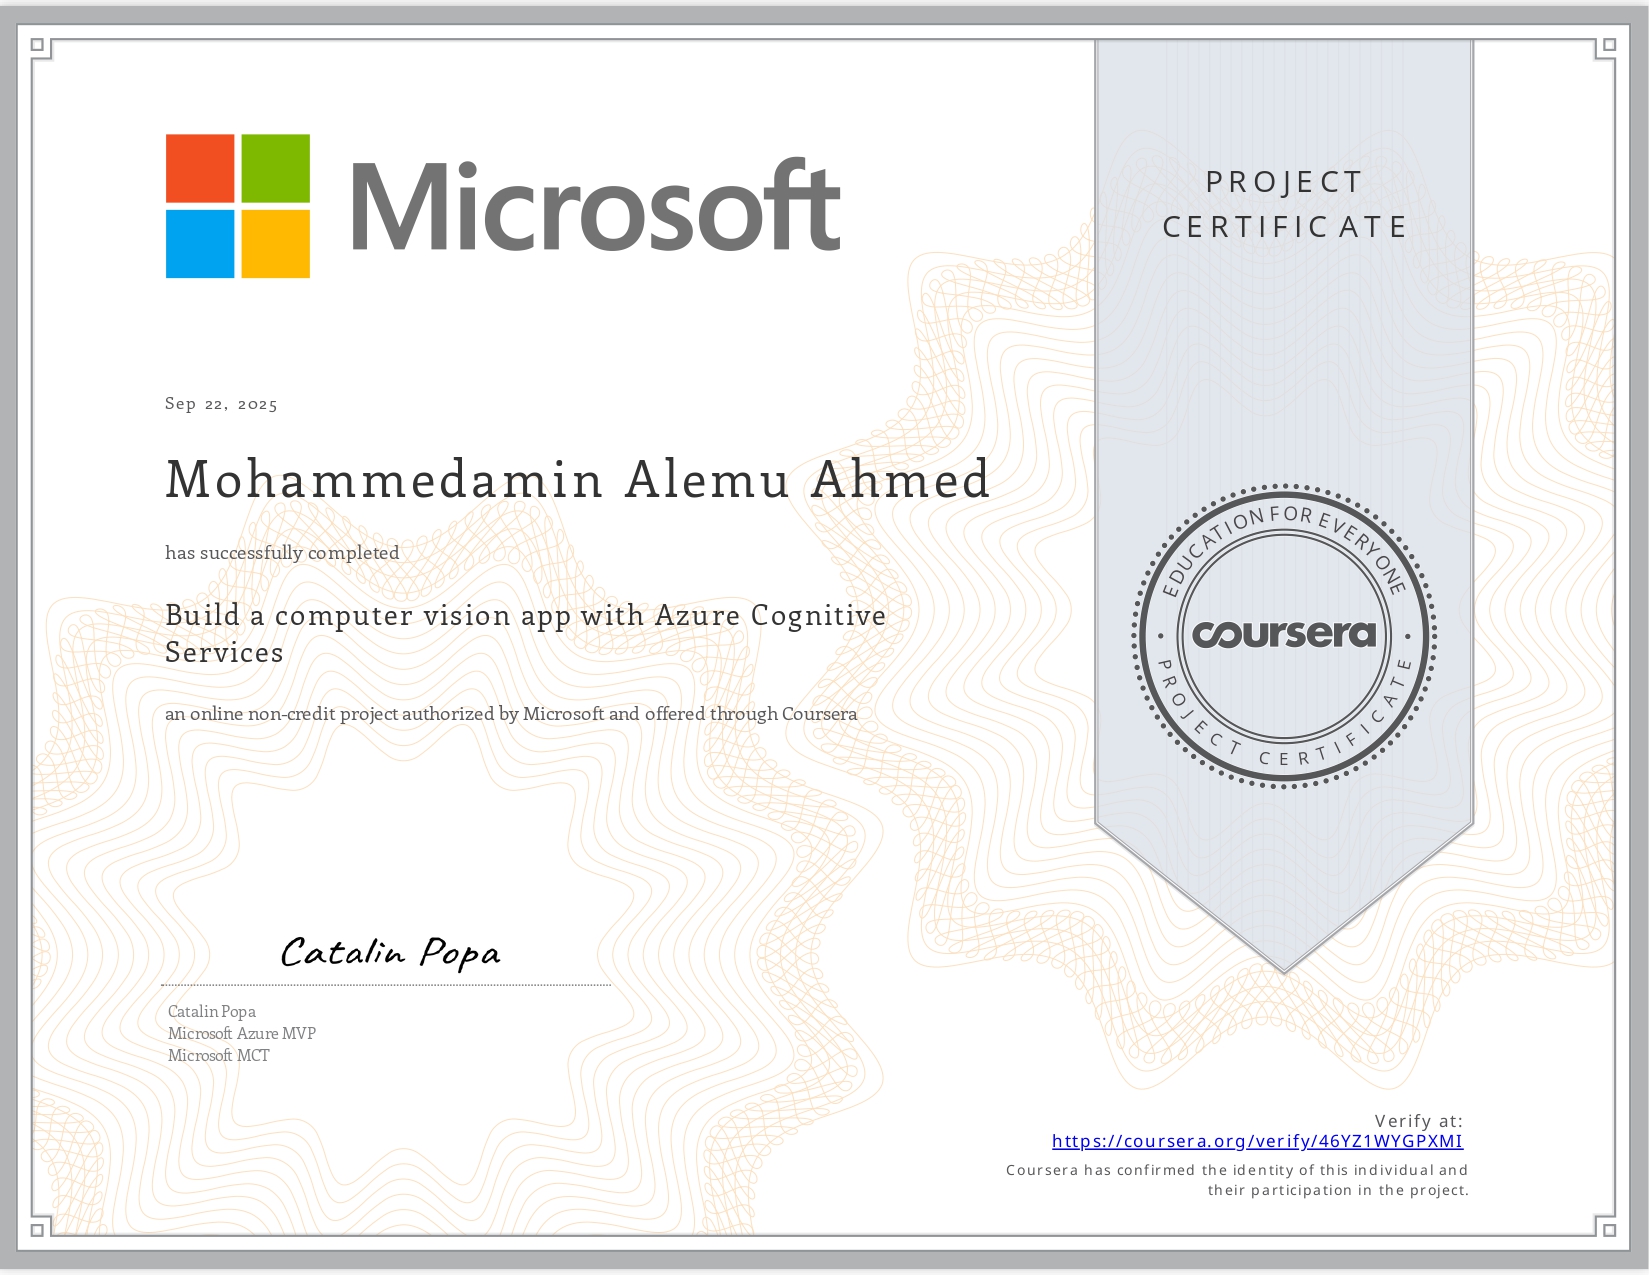 Microsoft
PROJECT
CERTIFICATE
Sep 22, 2025
Mohammedamin Alemu Ahmed
has successfully completed
Build a computer vision app with Azure Cognitive
Services
an online non-credit project authorized by Microsoft and offered through Coursera
EDUCATION FOR EVERYONE
coursera
PROJECT CERTIFICATE
Catalin Popa
Catalin Popa
Microsoft Azure MVP
Microsoft MCT
Verify at:
https://coursera.org/verify/46YZ1WYGPXMI
Coursera has confirmed the identity of this individual and
their participation in the project.